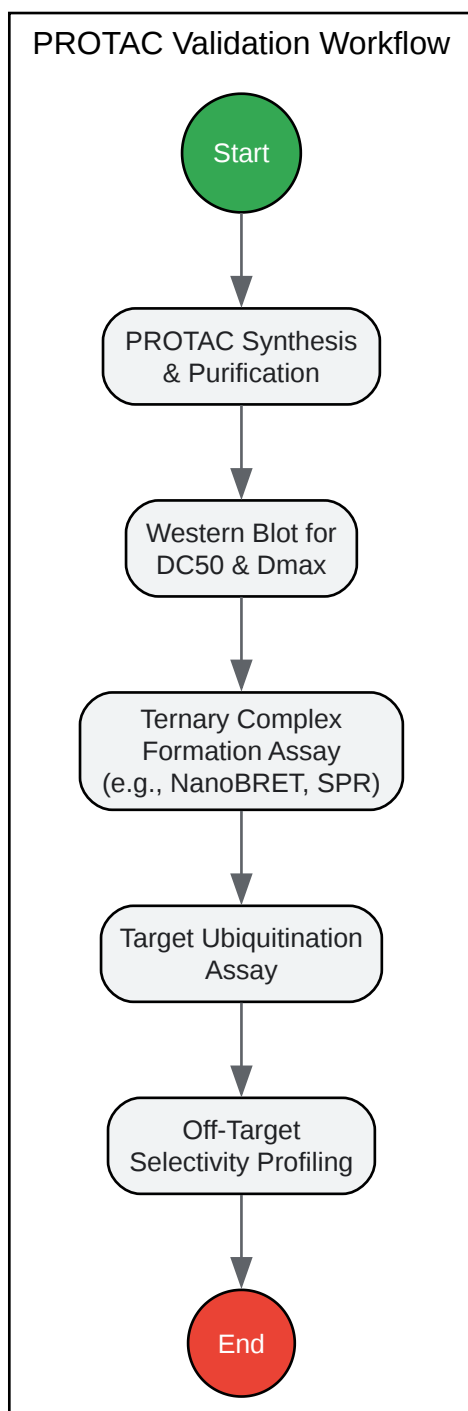 PROTAC Validation Workflow
Start
PROTAC Synthesis
& Purification
Western Blot for
DC50 & Dmax
Ternary Complex
Formation Assay
(e.g., NanoBRET, SPR)
Target Ubiquitination
Assay
Off-Target
Selectivity Profiling
End